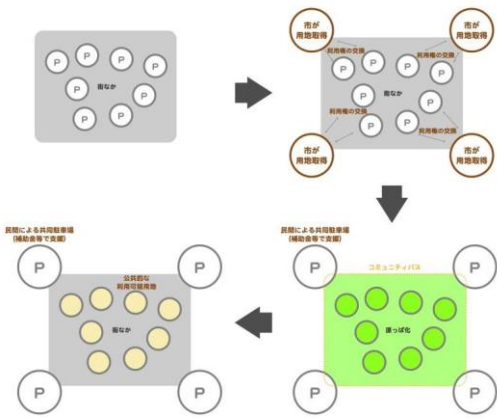 P P P P
P 街なか P
P P
市が
用地取得
市が
用地取得
利用権の交換 利用権の交換
P P P P
P 街なか P
利用権の交換
P P
利用権の交換
市が
用地取得
市が
用地取得
民間による共同駐車場
(補助金等で支援)
P P
公共的な
利用可能用地
街なか
P P
民間による共同駐車場
(補助金等で支援)
P P
コミュニティバス
原っぱ化
P P